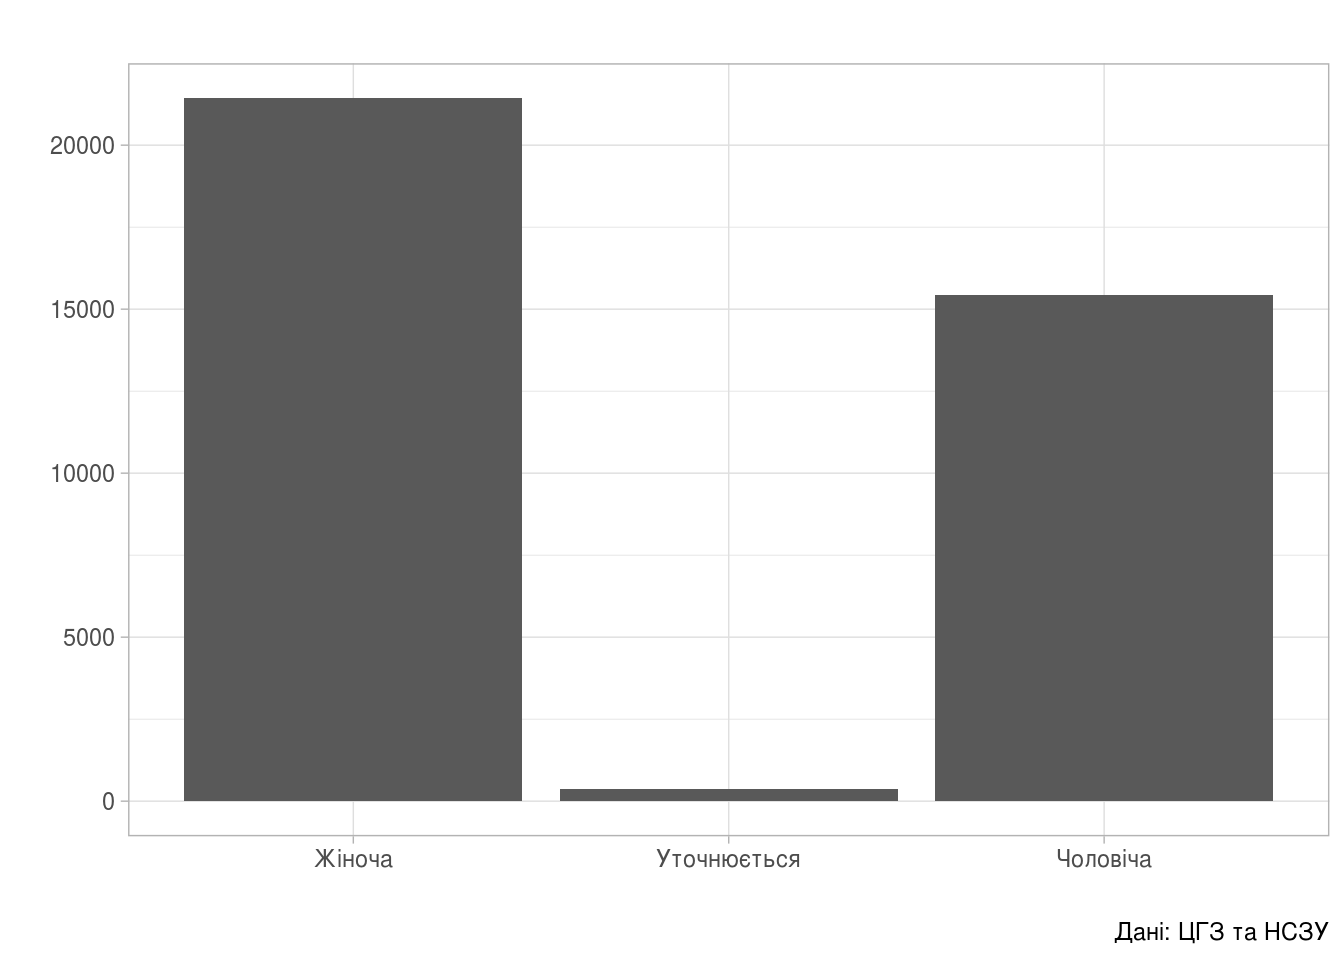 20000
15000
10000
5000
0
Жіноча
Уточнюється
Чоловіча
Дані: ЦГЗ та НСЗУ